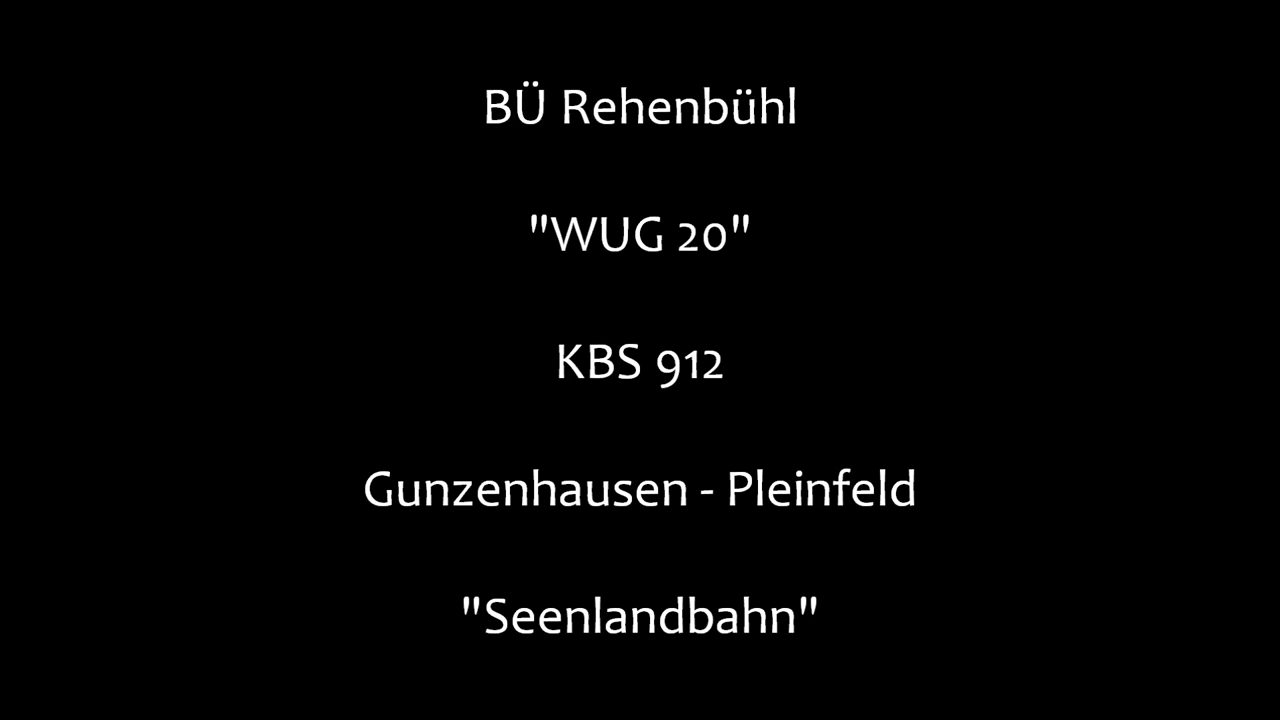 BÜ Rehenbühl
"WUG 20"
KBS 912
Gunzenhausen - Pleinfeld
"Seenlandbahn"